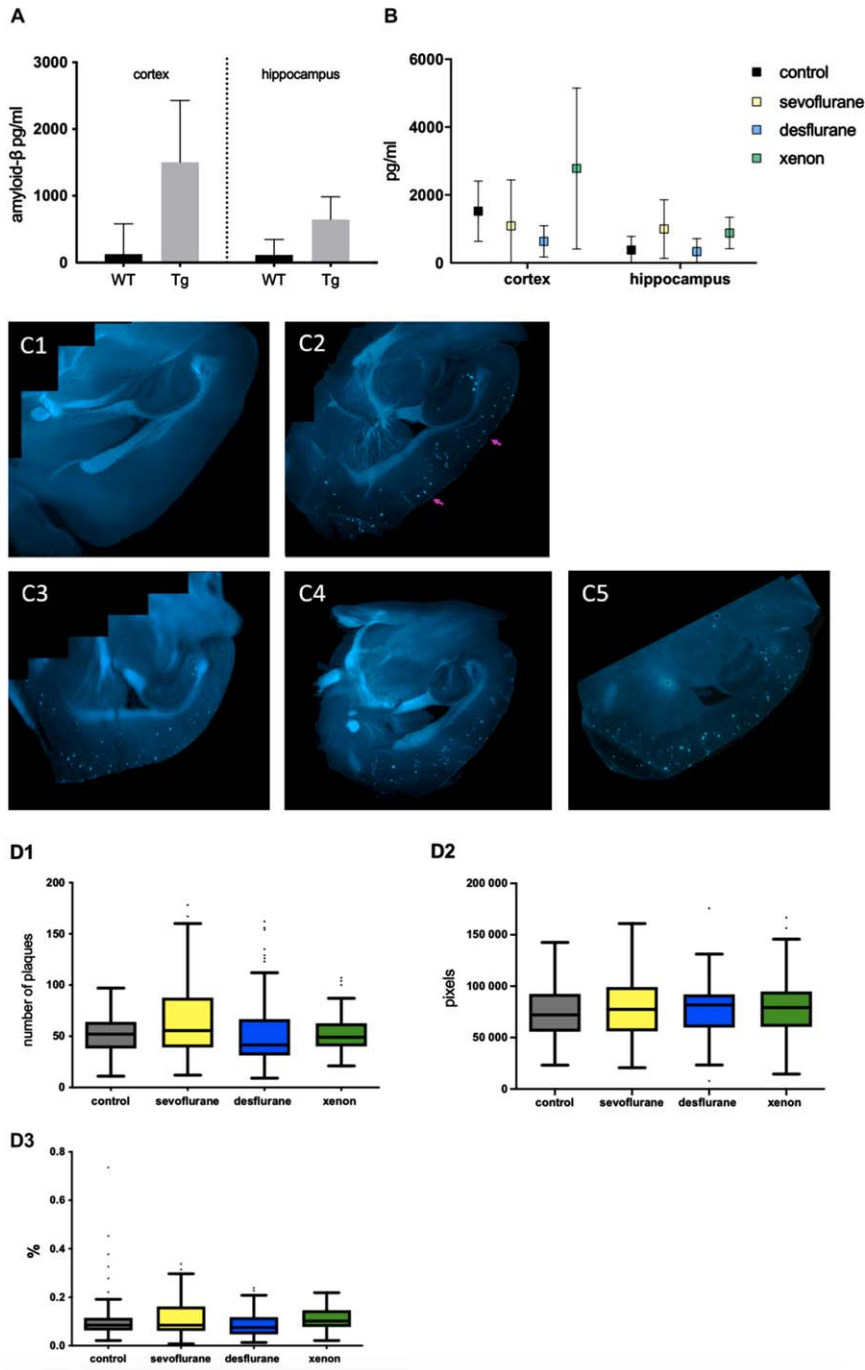 A
amyloid-β pg/ml
3000
2000
1000
0
cortex
hippocampus
WT
Tg
WT
Tg
B
pg/ml
6000
4000
2000
0
cortex
hippocampus
control
sevoflurane
desflurane
xenon
C1
C2
C3
C4
C5
D1
number of plaques
200
150
100
50
0
control
sevoflurane
desflurane
xenon
D2
pixels
200 000
150 000
100 000
50 000
0
control
sevoflurane
desflurane
xenon
D3
%
0.8
0.6
0.4
0.2
0.0
control
sevoflurane
desflurane
xenon